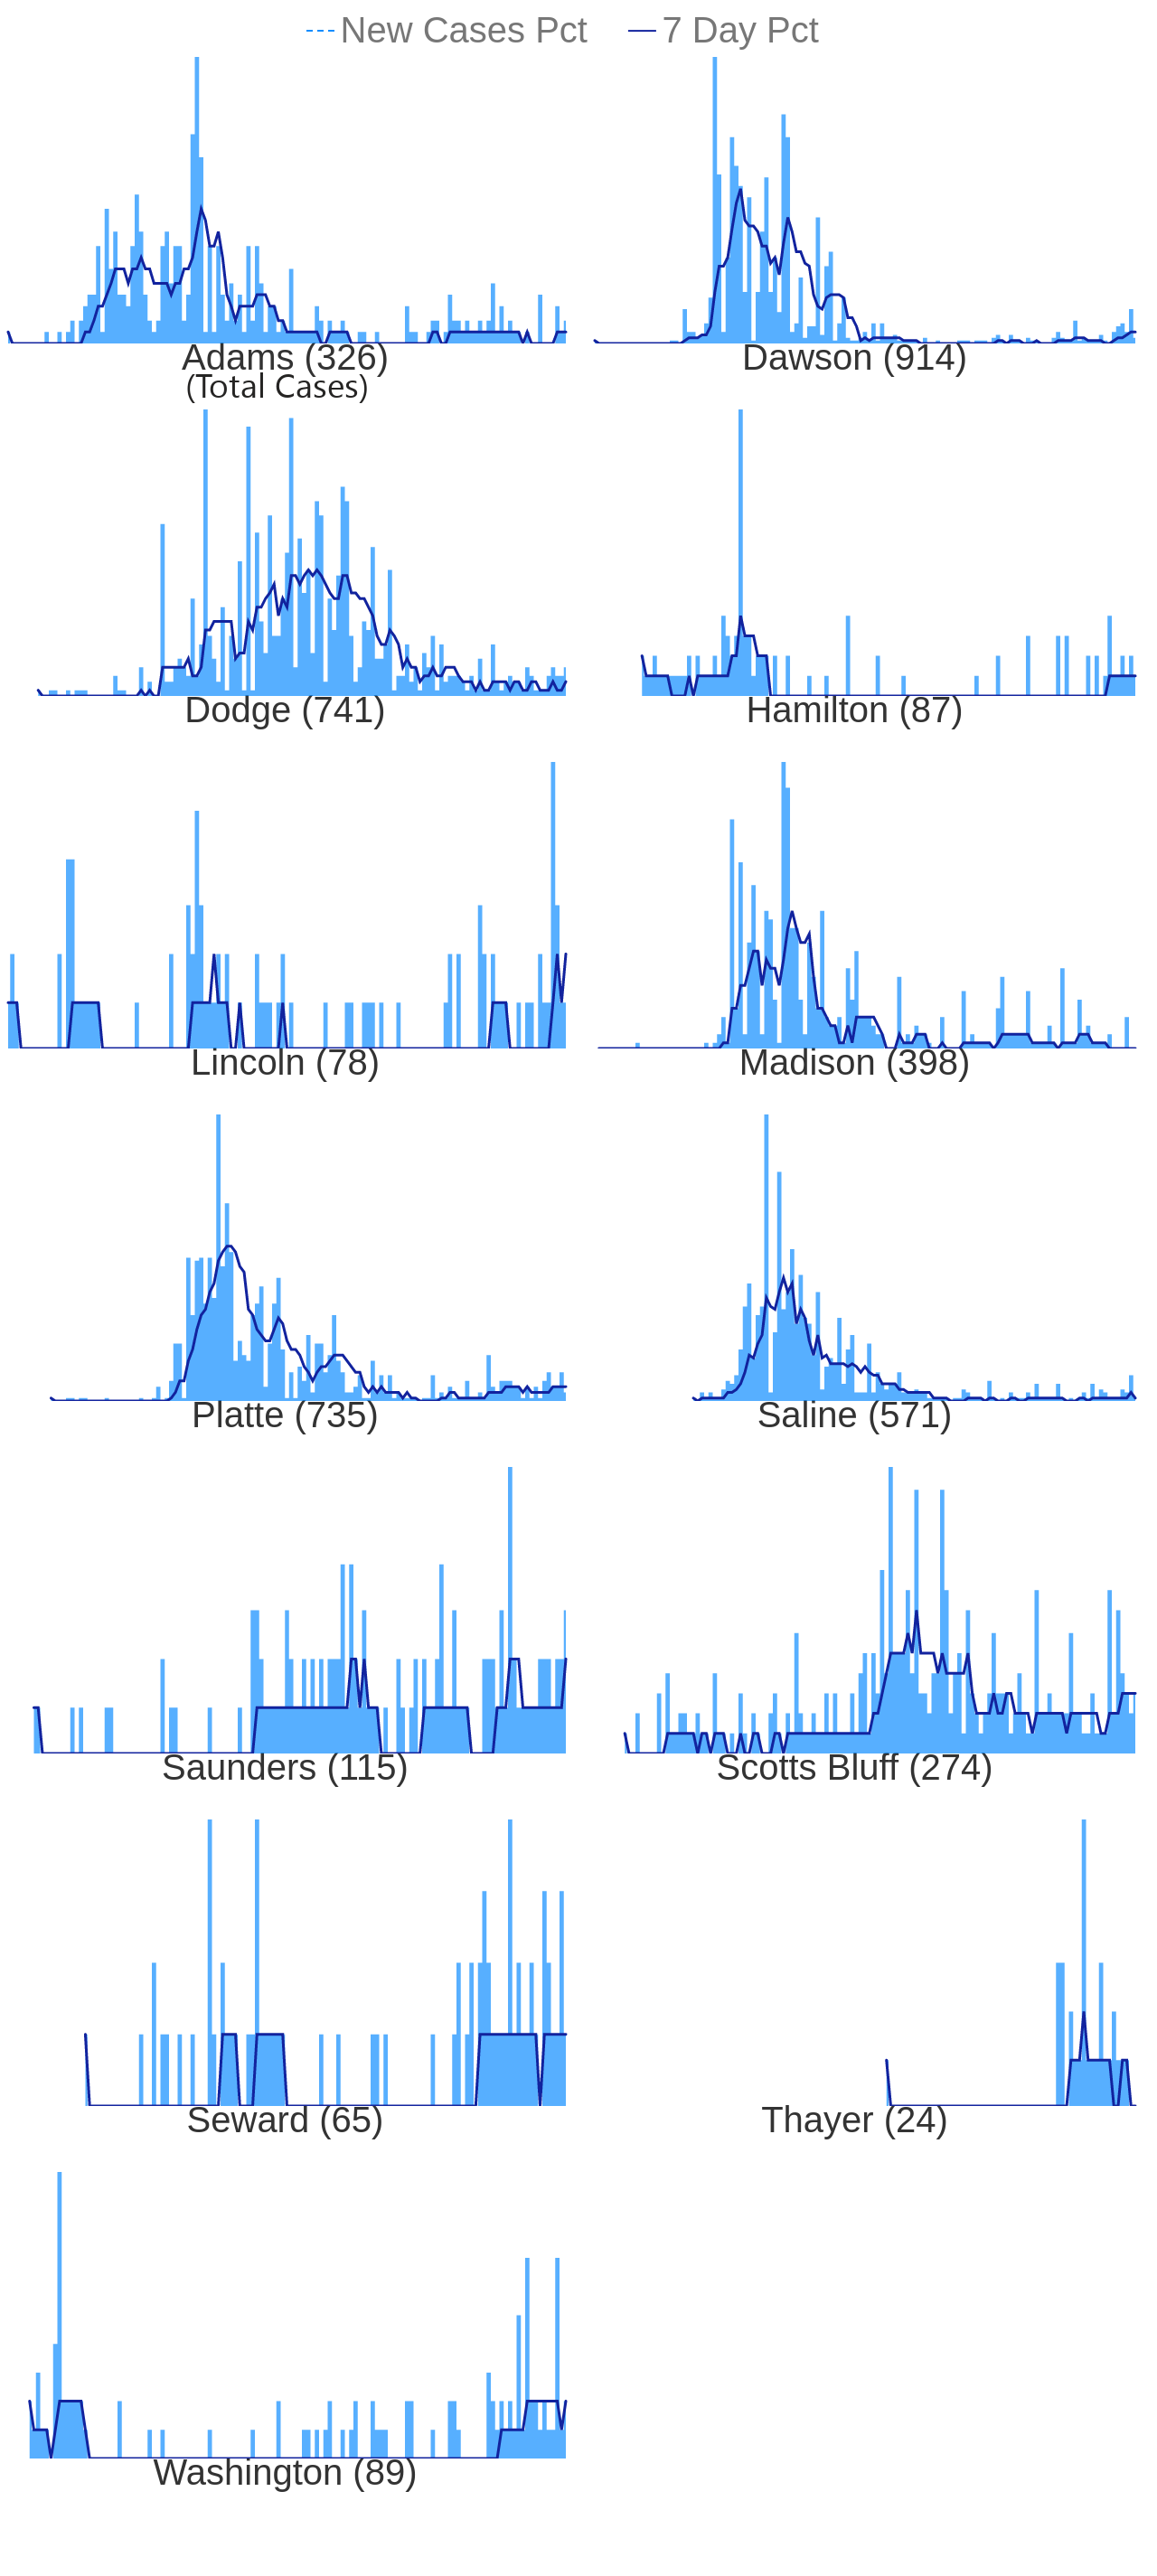 New Cases Pct 7 Day Pct
Adams (326) Dawson (914)
(Total Cases)
Dodge (741) Hamilton (87)
Lincoln (78) Madison (398)
Platte (735) Saline (571)
Saunders (115) Scotts Bluff (274)
Seward (65) Thayer (24)
Washington (89)